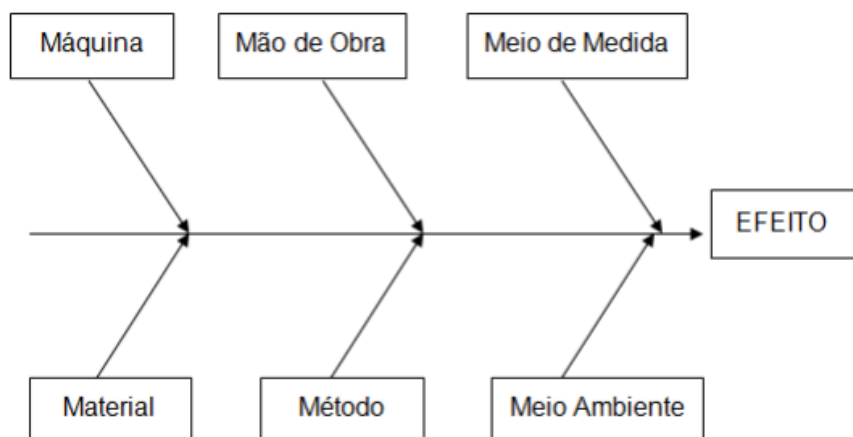 Máquina
Mão de Obra
Meio de Medida
EFEITO
Material
Método
Meio Ambiente